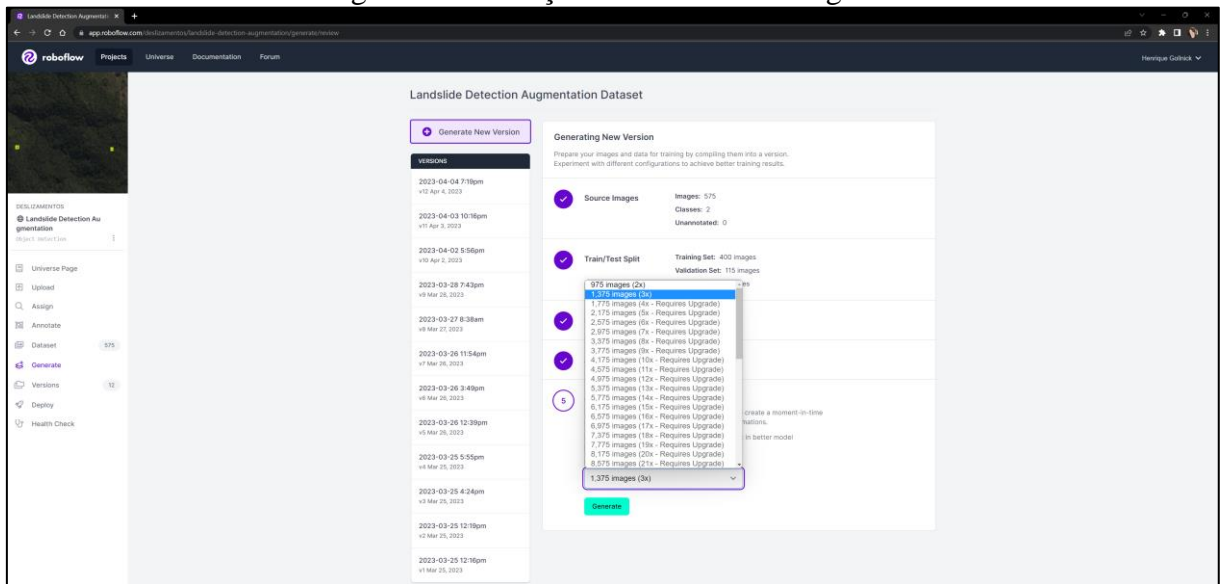 Landslide Detection Augmentati
app.roboflow.com/deslizamentos/landslide-detection-augmentation/generate/review
roboflow
Projects
Universe
Documentation
Forum
Henrique Golnick
DESLIZAMENTOS
Landslide Detection Au
gmentation
Object Detection
Universe Page
Upload
Assign
Annotate
Dataset 575
Generate
Versions 12
Deploy
Health Check
Landslide Detection Augmentation Dataset
Generate New Version
VERSIONS
2023-04-04 7:19pm
v12 Apr 4, 2023
2023-04-03 10:16pm
v11 Apr 3, 2023
2023-04-02 5:56pm
v10 Apr 2, 2023
2023-03-28 7:43pm
v9 Mar 28, 2023
2023-03-27 8:38am
v8 Mar 27, 2023
2023-03-26 11:54pm
v7 Mar 26, 2023
2023-03-26 3:49pm
v6 Mar 26, 2023
2023-03-26 12:39pm
v5 Mar 26, 2023
2023-03-25 5:55pm
v4 Mar 25, 2023
2023-03-25 4:24pm
v3 Mar 25, 2023
2023-03-25 12:19pm
v2 Mar 25, 2023
2023-03-25 12:16pm
v1 Mar 25, 2023
Generating New Version
Prepare your images and data for training by compiling them into a version.
Experiment with different configurations to achieve better training results.
Source Images
Images: 575
Classes: 2
Unannotated: 0
Train/Test Split
Training Set: 400 images
Validation Set: 115 images
es
975 images (2x)
1,375 images (3x)
1,775 images (4x - Requires Upgrade)
2,175 images (5x - Requires Upgrade)
2,575 images (6x - Requires Upgrade)
2,975 images (7x - Requires Upgrade)
3,375 images (8x - Requires Upgrade)
3,775 images (9x - Requires Upgrade)
4,175 images (10x - Requires Upgrade)
4,575 images (11x - Requires Upgrade)
4,975 images (12x - Requires Upgrade)
5,375 images (13x - Requires Upgrade)
5,775 images (14x - Requires Upgrade)
6,175 images (15x - Requires Upgrade)
6,575 images (16x - Requires Upgrade)
6,975 images (17x - Requires Upgrade)
7,375 images (18x - Requires Upgrade)
7,775 images (19x - Requires Upgrade)
8,175 images (20x - Requires Upgrade)
8,575 images (21x - Requires Upgrade)
5
create a moment-in-time
mations.
in better model
1,375 images (3x)
Generate